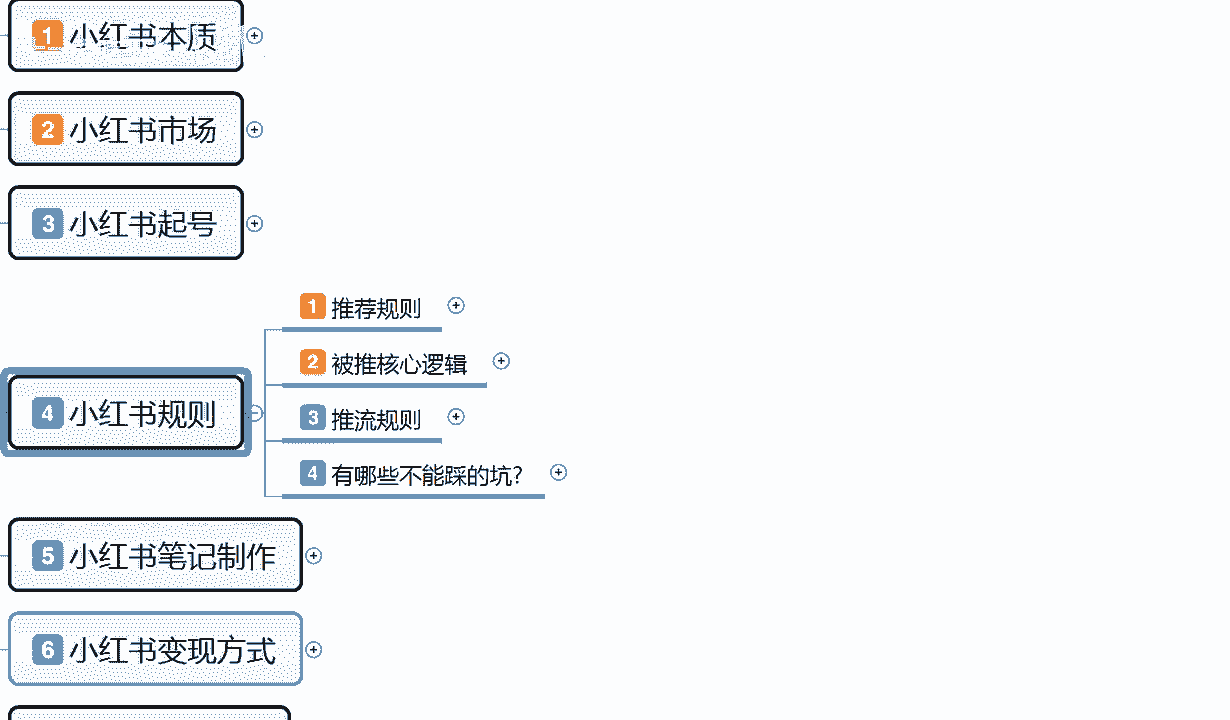 1 小红书本质
2 小红书市场
3 小红书起号
4 小红书规则
1 推荐规则
2 被推核心逻辑
3 推流规则
4 有哪些不能踩的坑?
5 小红书笔记制作
6 小红书变现方式